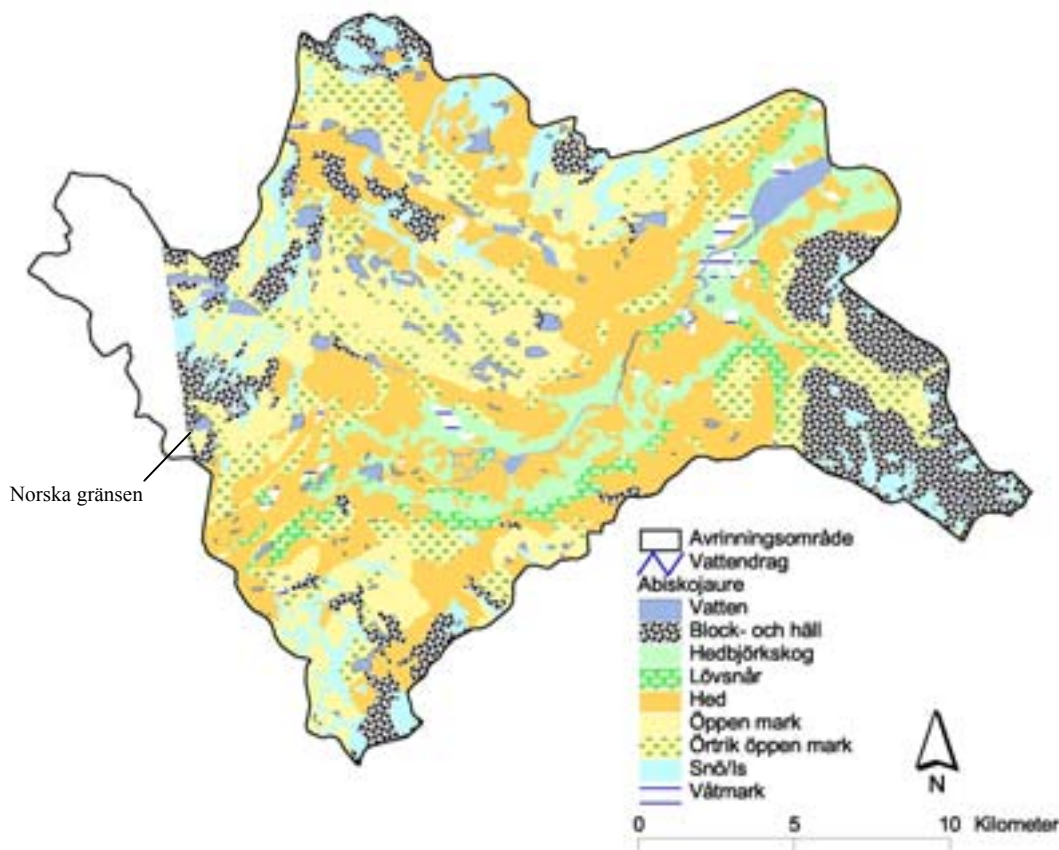 Norska gränsen
Avrinningsområde
Vattendrag
Abiskojaure
Vatten
Block- och häll
Hedbjörkskog
Lövsnår
Hed
Öppen mark
Örtrik öppen mark
Snö/Is
Våtmark
N
0 5 10 Kilometer